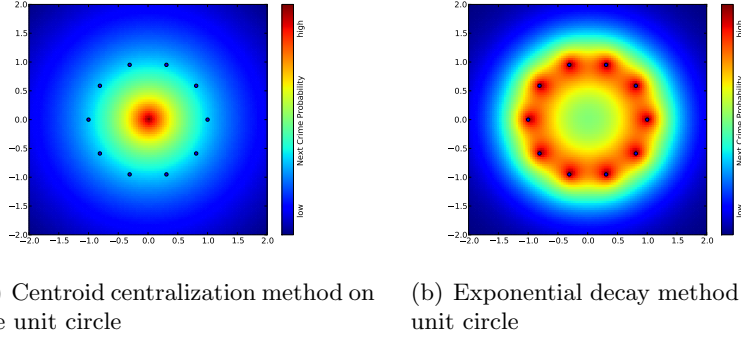 2.0
1.5
1.0
0.5
0.0
−0.5
−1.0
−1.5
−2.0
−2.0 −1.5 −1.0 −0.5 0.0 0.5 1.0 1.5 2.0
high
Next Crime Probability
low
2.0
1.5
1.0
0.5
0.0
−0.5
−1.0
−1.5
−2.0
−2.0 −1.5 −1.0 −0.5 0.0 0.5 1.0 1.5 2.0
high
Next Crime Probability
low
) Centroid centralization method on
e unit circle
(b) Exponential decay method
unit circle